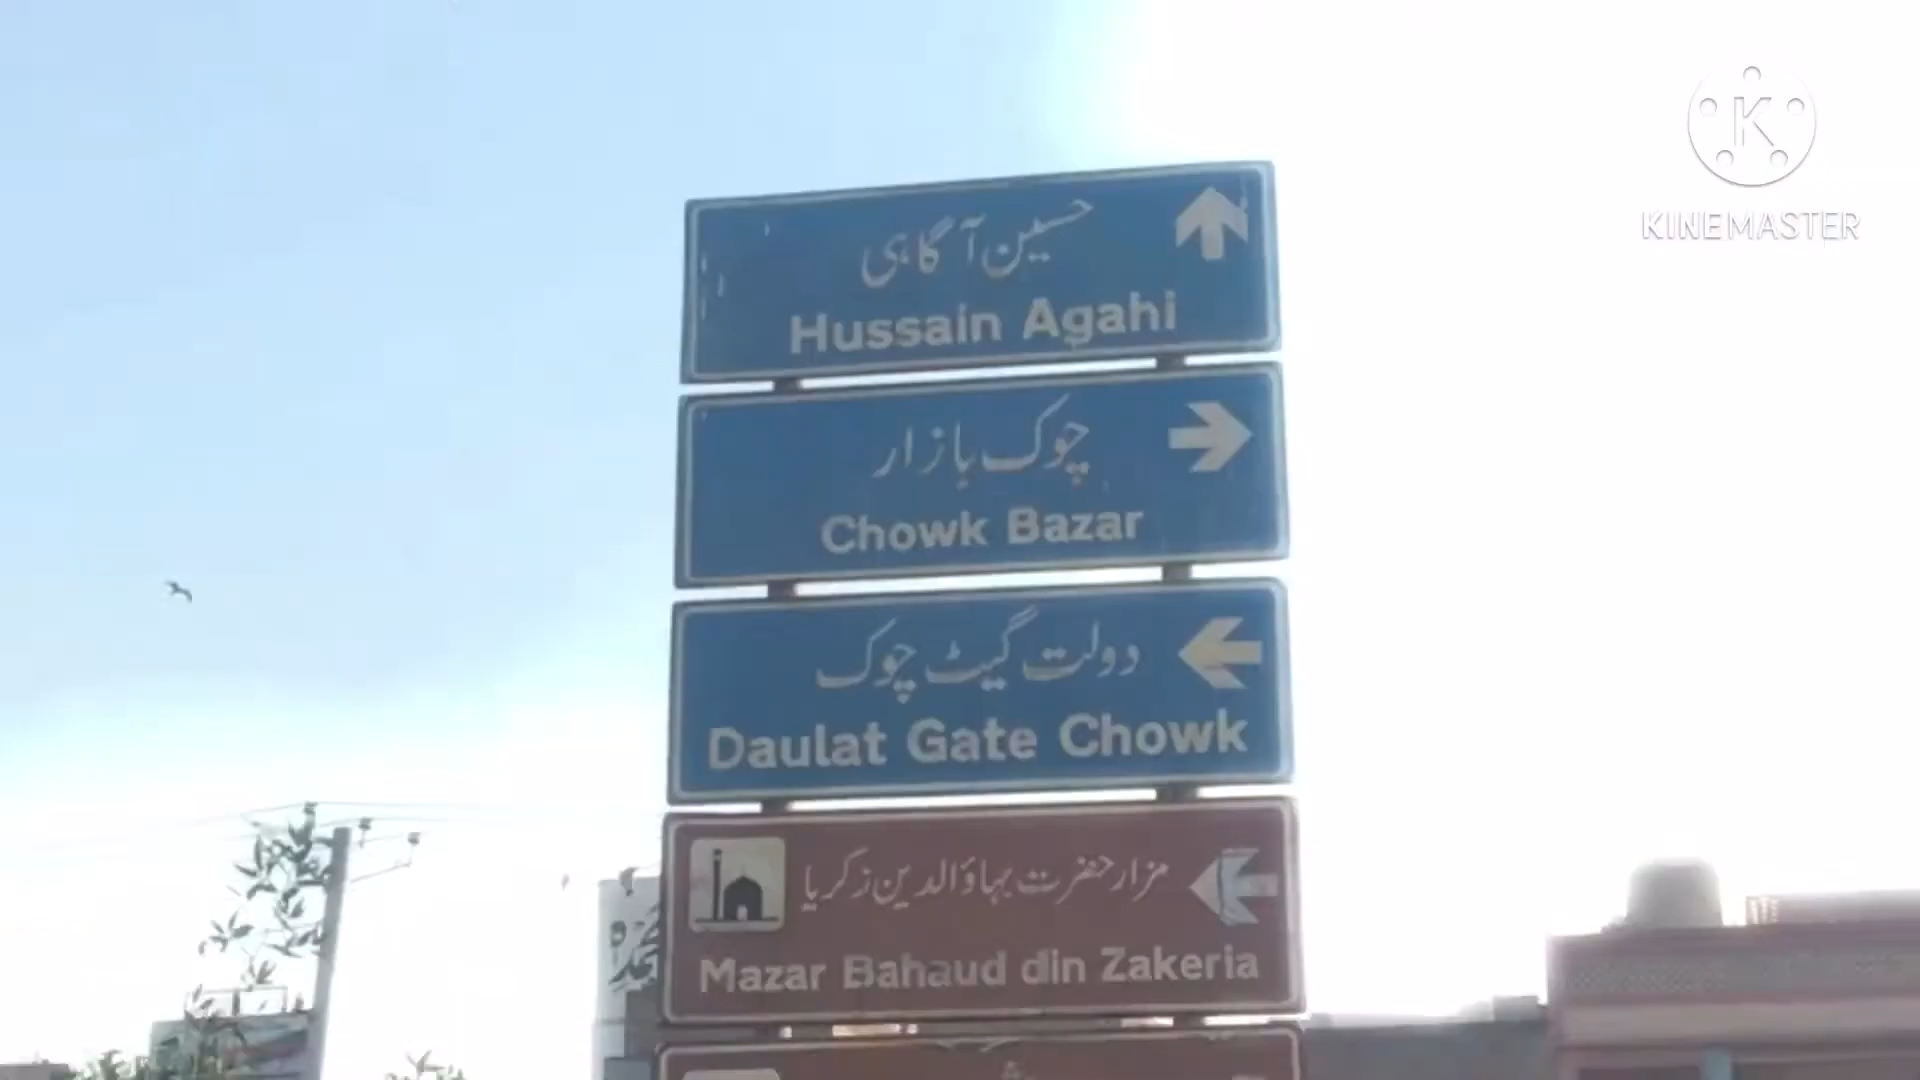 حسین آگاہی
Hussain Agahi
چوک بازار
Chowk Bazar
دولت گیٹ چوک
Daulat Gate Chowk
مزار حضرت بہاؤالدین زکریا
Mazar Bahaud din Zakeria
K
KINEMASTER